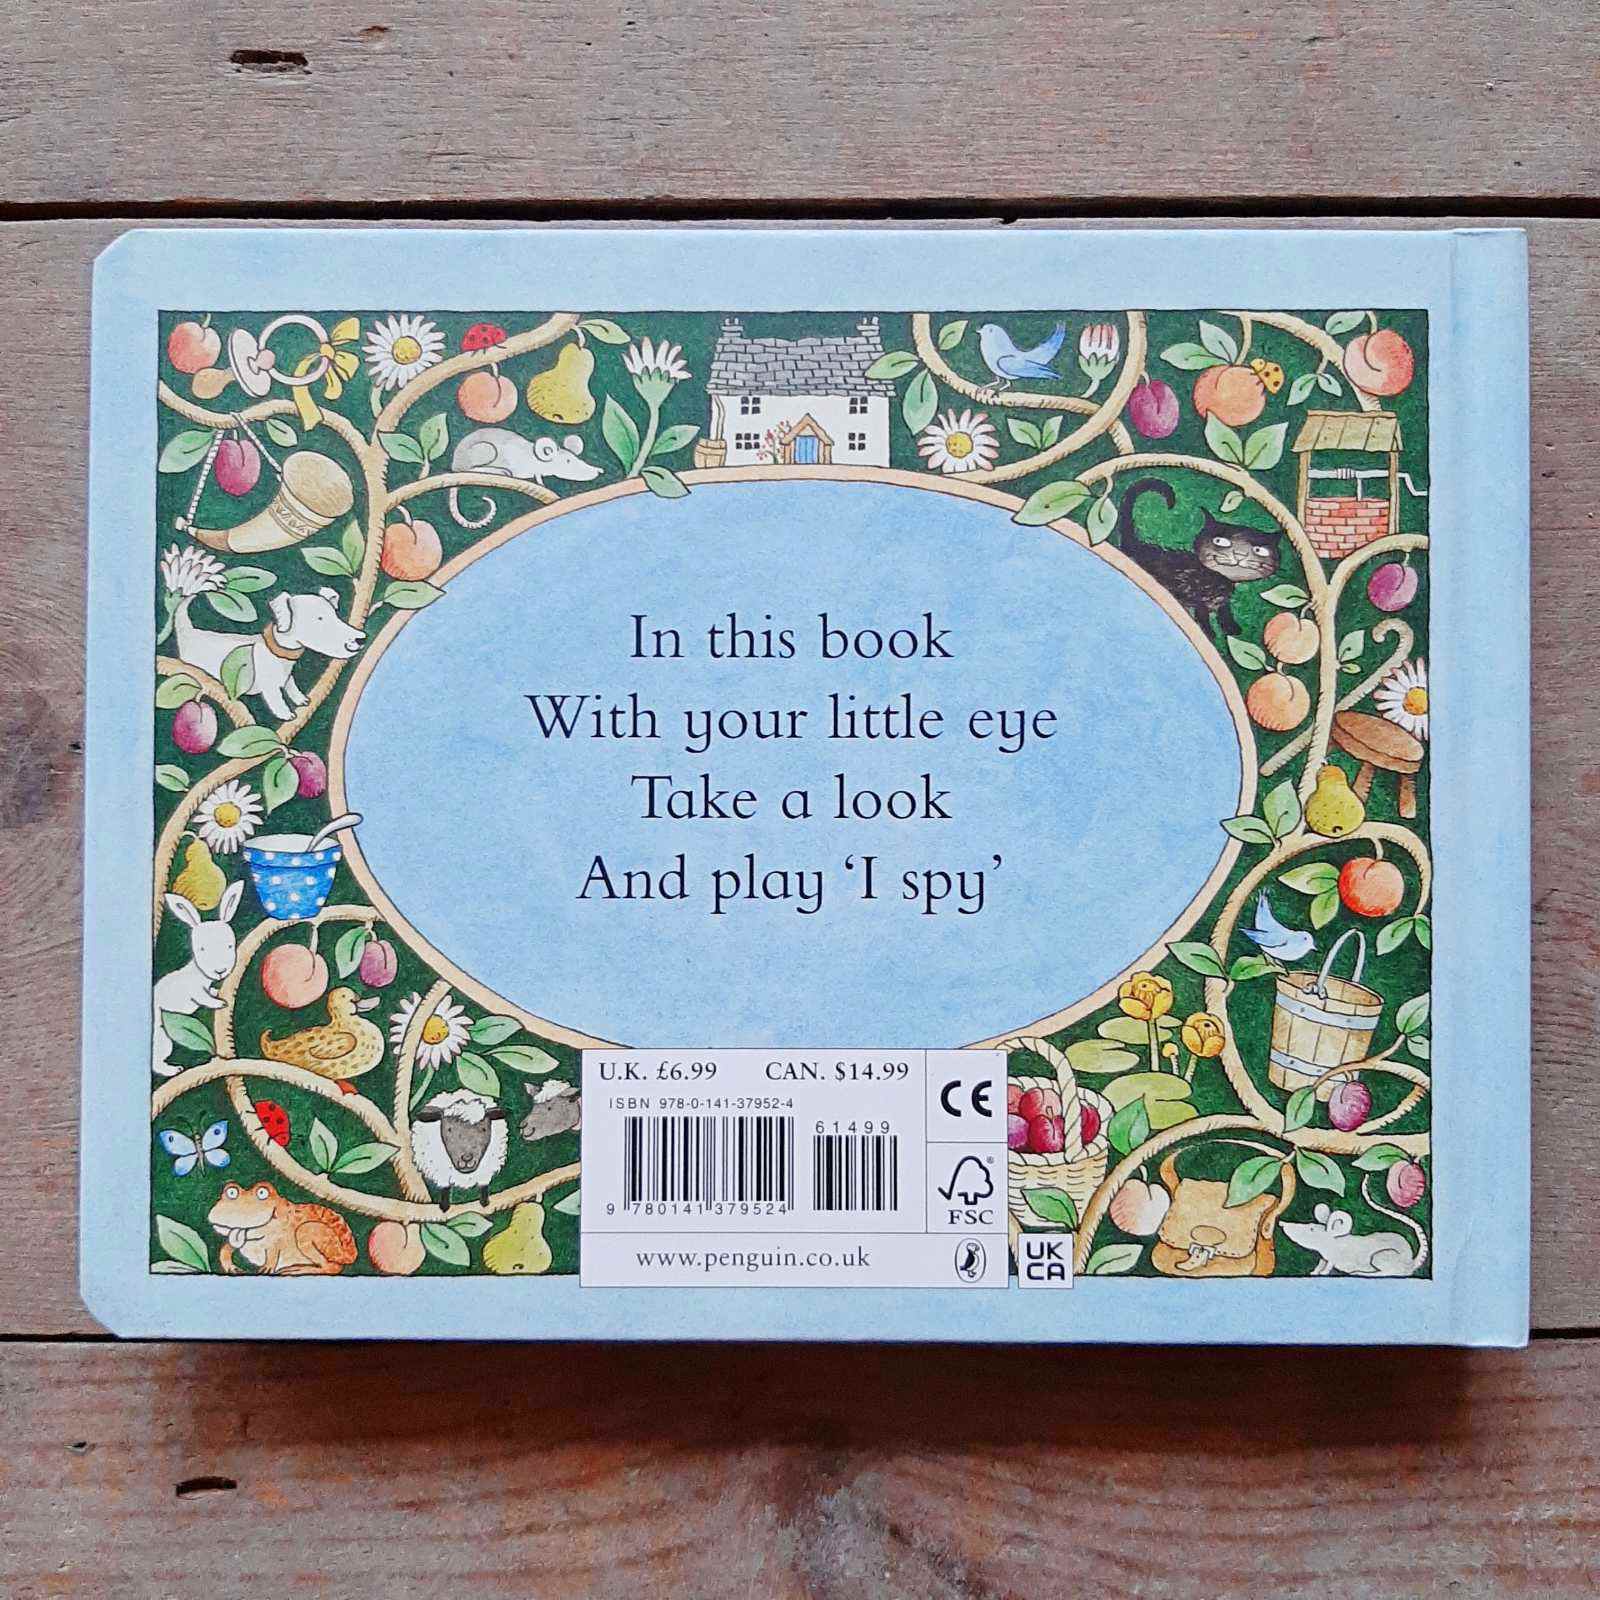 In this book
With your little eye
Take a look
And play ‘I spy’
U.K. £6.99 CAN. $14.99
ISBN 978-0-141-37952-4
61499
9 780141 379524
www.penguin.co.uk
CE
®
FSC
UK
CA